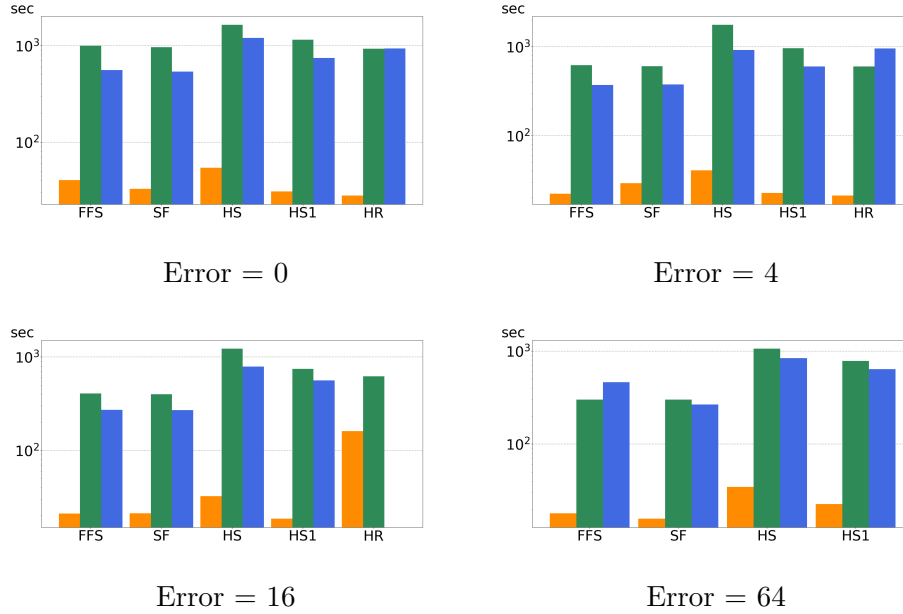 sec
10³
10²
FFS SF HS HS1 HR
Error = 0
sec
10³
10²
FFS SF HS HS1 HR
Error = 4
sec
10³
10²
FFS SF HS HS1 HR
Error = 16
sec
10³
10²
FFS SF HS HS1
Error = 64